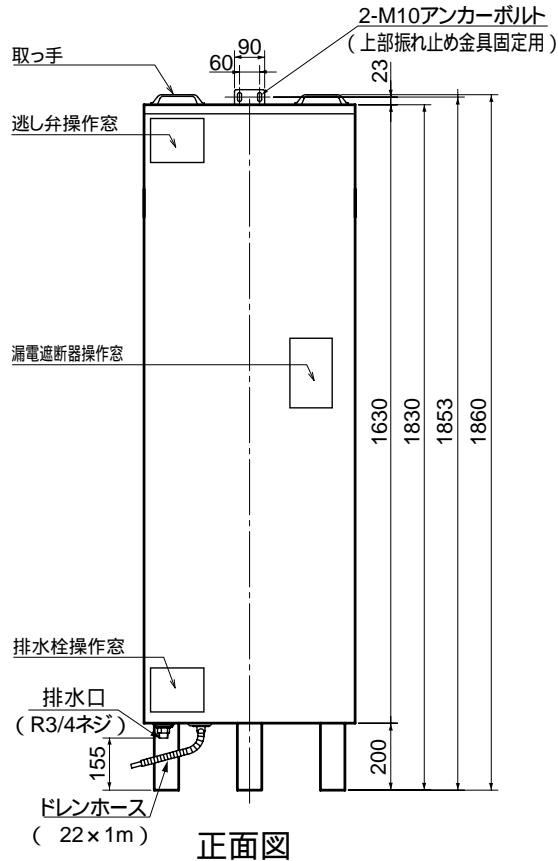 2-M10アンカーボルト
(上部振れ止め金具固定用)
90
60
23
取っ手
逃し弁操作窓
漏電遮断器操作窓
1630
1830
1853
1860
排水栓操作窓
排水口
(R3/4ネジ)
155
200
ドレンホース
( 22×1m)
正面図